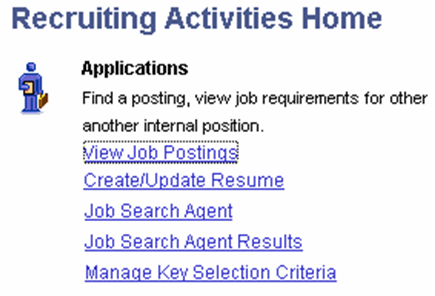 Recruiting Activities Home
Applications
Find a posting, view job requirements for other
another internal position.
View Job Postings
Create/Update Resume
Job Search Agent
Job Search Agent Results
Manage Key Selection Criteria